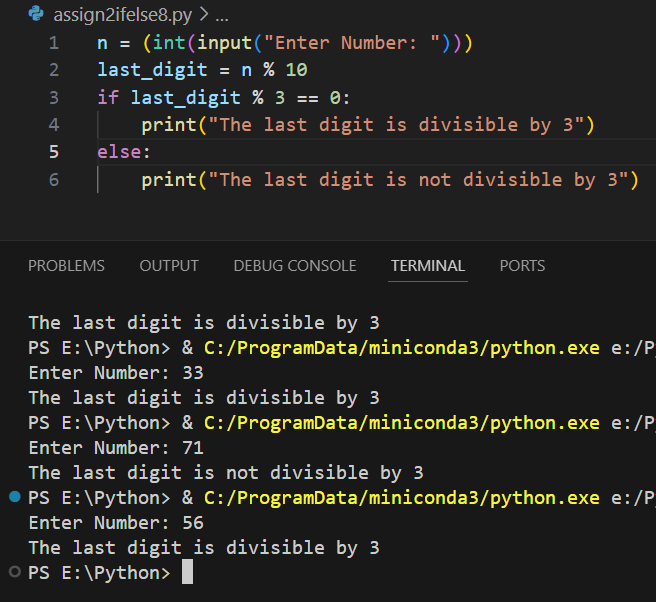 assign2ifelse8.py > ...
1 n = (int(input("Enter Number: ")))
2 last_digit = n % 10
3 if last_digit % 3 == 0:
4     print("The last digit is divisible by 3")
5 else:
6     print("The last digit is not divisible by 3")
PROBLEMS OUTPUT DEBUG CONSOLE TERMINAL PORTS
The last digit is divisible by 3
PS E:\Python> & C:/ProgramData/miniconda3/python.exe e:/P
Enter Number: 33
The last digit is divisible by 3
PS E:\Python> & C:/ProgramData/miniconda3/python.exe e:/P
Enter Number: 71
The last digit is not divisible by 3
PS E:\Python> & C:/ProgramData/miniconda3/python.exe e:/P
Enter Number: 56
The last digit is divisible by 3
PS E:\Python>